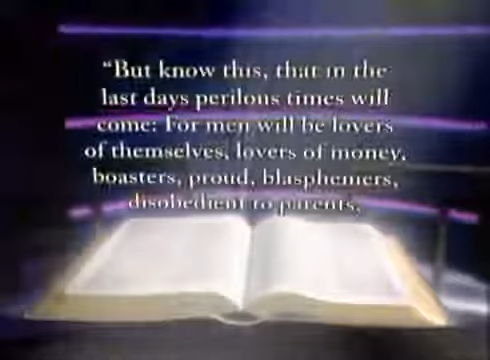 “But know this, that in the
last days perilous times will
come: For men will be lovers
of themselves, lovers of money,
boasters, proud, blasphemers,
disobedient to parents,